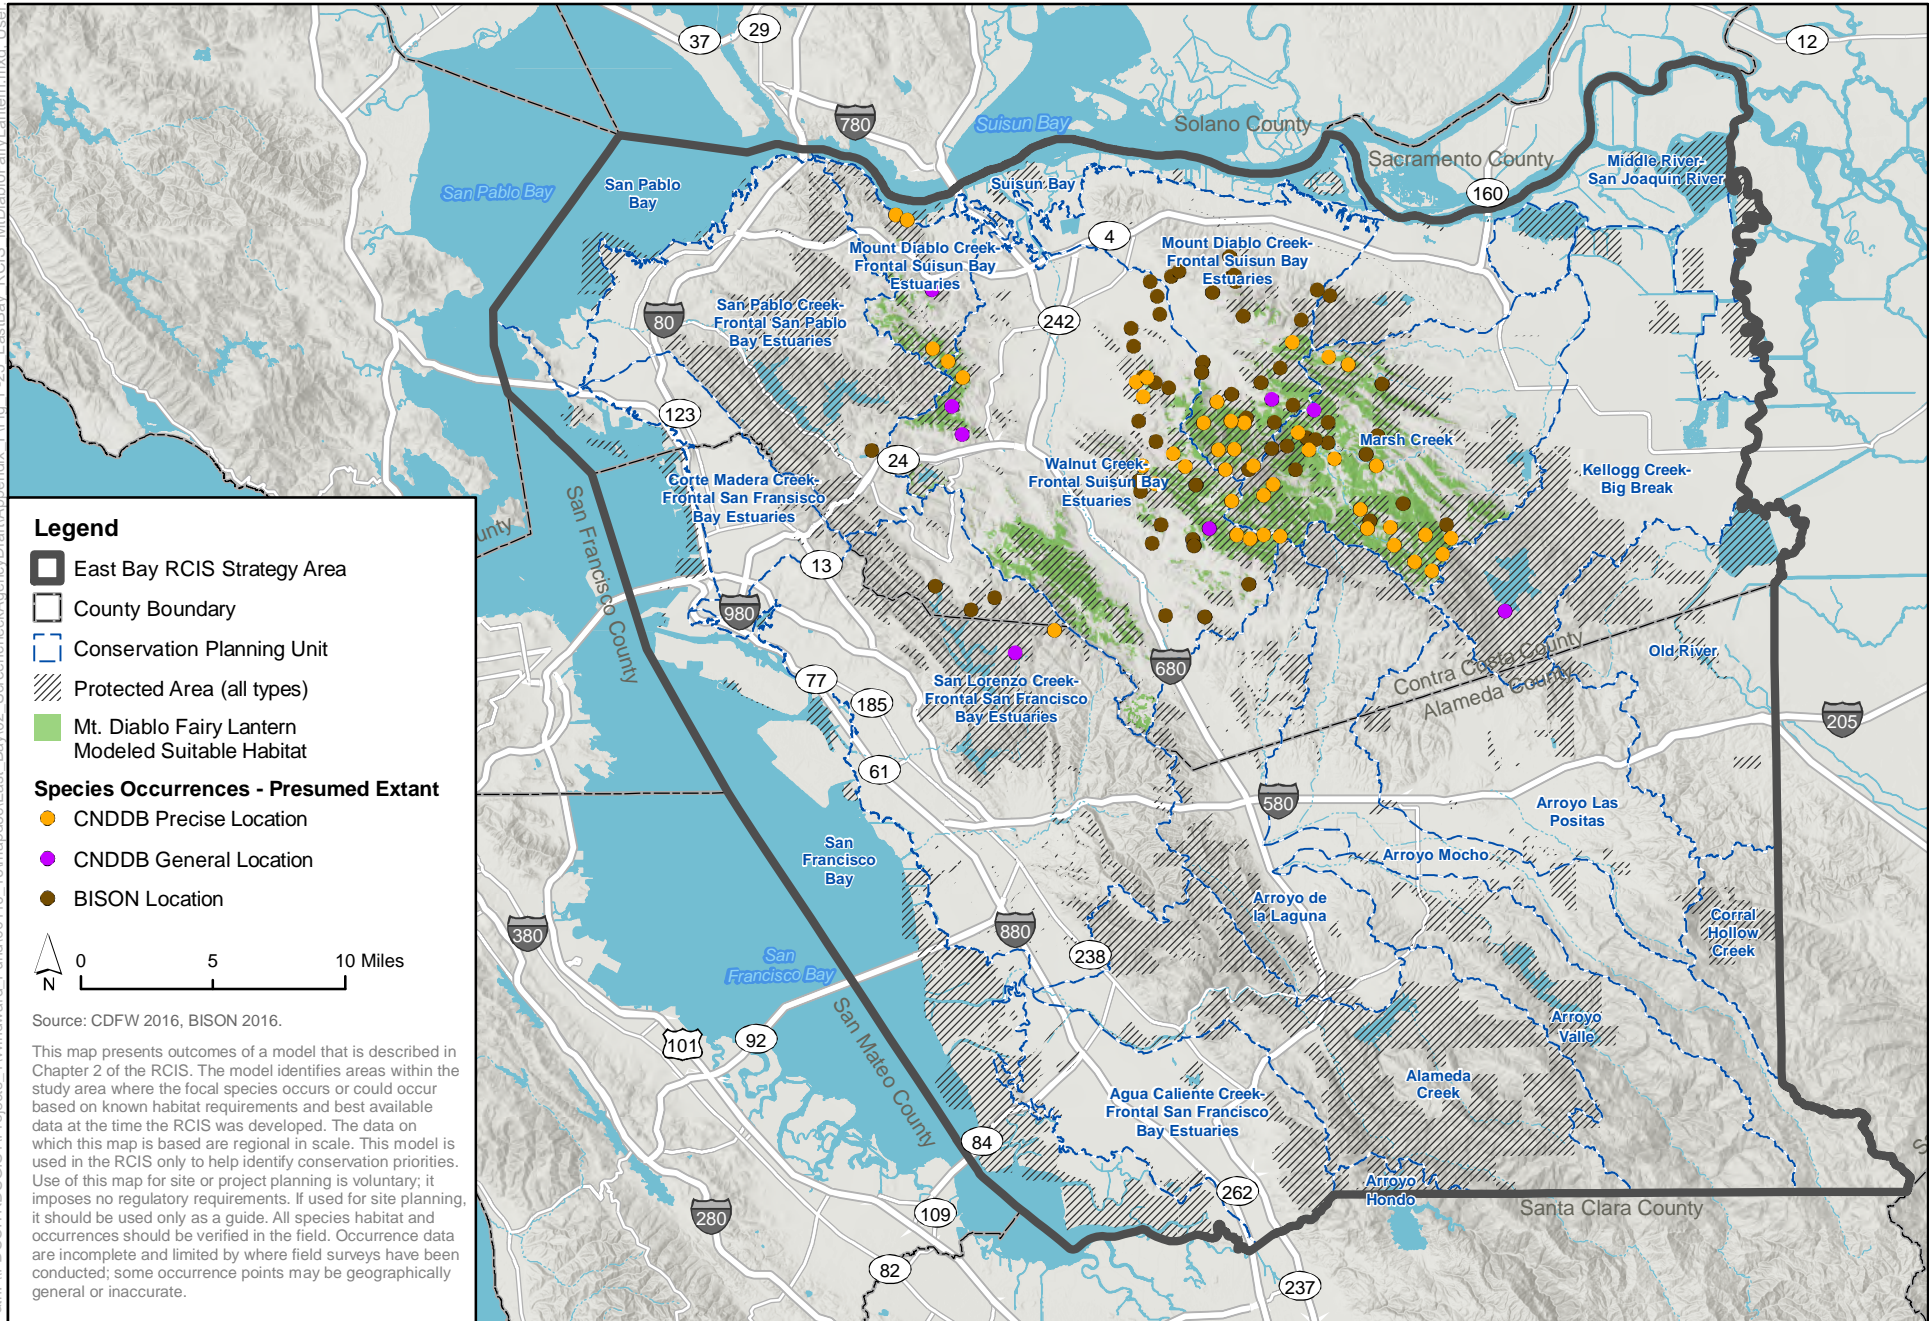 37
29
12
780
Suisun Bay
Solano County
Sacramento County
Middle River-
San Joaquin River
San Pablo Bay
San Pablo
Bay
Suisun Bay
160
4
Mount Diablo Creek-
Frontal Suisun Bay
Estuaries
Mount Diablo Creek-
Frontal Suisun Bay
Estuaries
San Pablo Creek-
Frontal San Pablo
Bay Estuaries
80
242
123
24
Marsh Creek
Walnut Creek-
Frontal Suisun Bay
Estuaries
Kellogg Creek-
Big Break
Corte Madera Creek-
Frontal San Fransisco
Bay Estuaries
unty
San Francisco County
13
980
Contra Costa County
Alameda County
Old River
680
77
185
San Lorenzo Creek-
Frontal San Francisco
Bay Estuaries
205
61
580
Arroyo Las
Positas
San
Francisco
Bay
Arroyo Mocho
Arroyo de
la Laguna
Corral
Hollow
Creek
380
880
238
San
Francisco Bay
San Mateo County
Arroyo
Valle
101
92
Alameda
Creek
Agua Caliente Creek-
Frontal San Francisco
Bay Estuaries
84
Arroyo
Hondo
262
Santa Clara County
280
109
82
237
Legend
East Bay RCIS Strategy Area
County Boundary
Conservation Planning Unit
Protected Area (all types)
Mt. Diablo Fairy Lantern
Modeled Suitable Habitat
Species Occurrences - Presumed Extant
CNDDB Precise Location
CNDDB General Location
BISON Location
N
0 5 10 Miles
Source: CDFW 2016, BISON 2016.
This map presents outcomes of a model that is described in
Chapter 2 of the RCIS. The model identifies areas within the
study area where the focal species occurs or could occur
based on known habitat requirements and best available
data at the time the RCIS was developed. The data on
which this map is based are regional in scale. This model is
used in the RCIS only to help identify conservation priorities.
Use of this map for site or project planning is voluntary; it
imposes no regulatory requirements. If used for site planning,
it should be used only as a guide. All species habitat and
occurrences should be verified in the field. Occurrence data
are incomplete and limited by where field surveys have been
conducted; some occurrence points may be geographically
general or inaccurate.